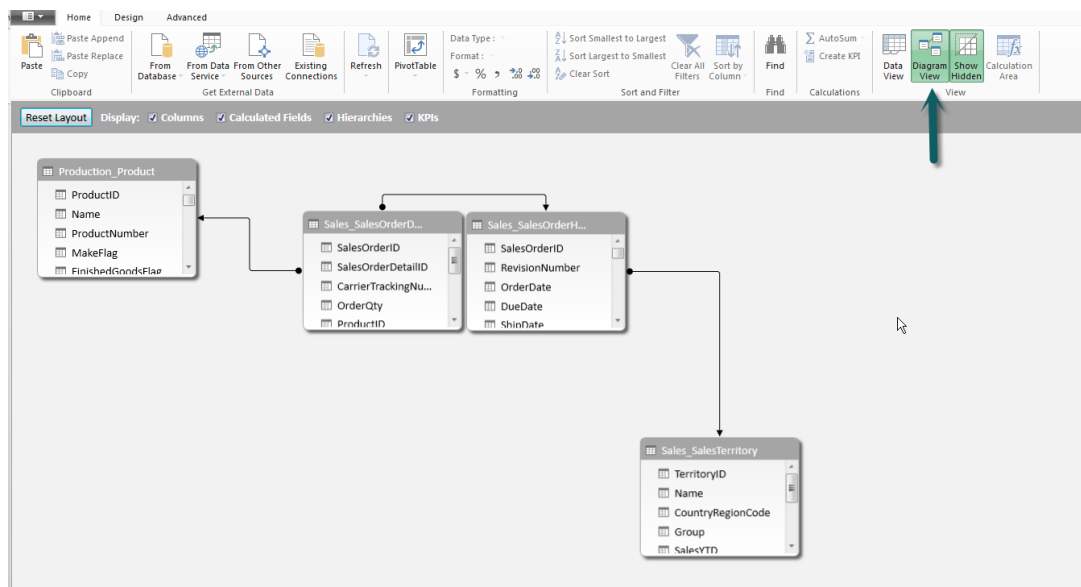 Home Design Advanced
Paste
Paste Append
Paste Replace
Copy
Clipboard
From Database
From Data Service
From Other Sources
Existing Connections
Get External Data
Refresh
PivotTable
Data Type :
Format :
$ % , .00 .00
Formatting
Sort Smallest to Largest
Sort Largest to Smallest
Clear Sort
Clear All Filters
Sort by Column
Sort and Filter
Find
Find
AutoSum
Create KPI
Calculations
Data View
Diagram View
Show Hidden
Calculation Area
View
Reset Layout Display: Columns Calculated Fields Hierarchies KPIs
Production_Product
ProductID
Name
ProductNumber
MakeFlag
FinishedGoodsFlag
Sales_SalesOrderD...
SalesOrderID
SalesOrderDetailID
CarrierTrackingNu...
OrderQty
ProductID
Sales_SalesOrderH...
SalesOrderID
RevisionNumber
OrderDate
DueDate
ShipDate
Sales_SalesTerritory
TerritoryID
Name
CountryRegionCode
Group
SalesYTD